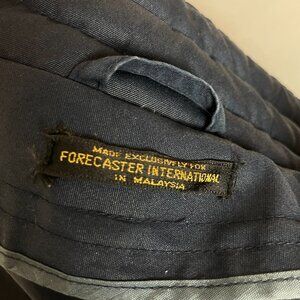 MADE EXCLUSIVELY FOR
FORECASTER INTERNATIONAL
IN MALAYSIA